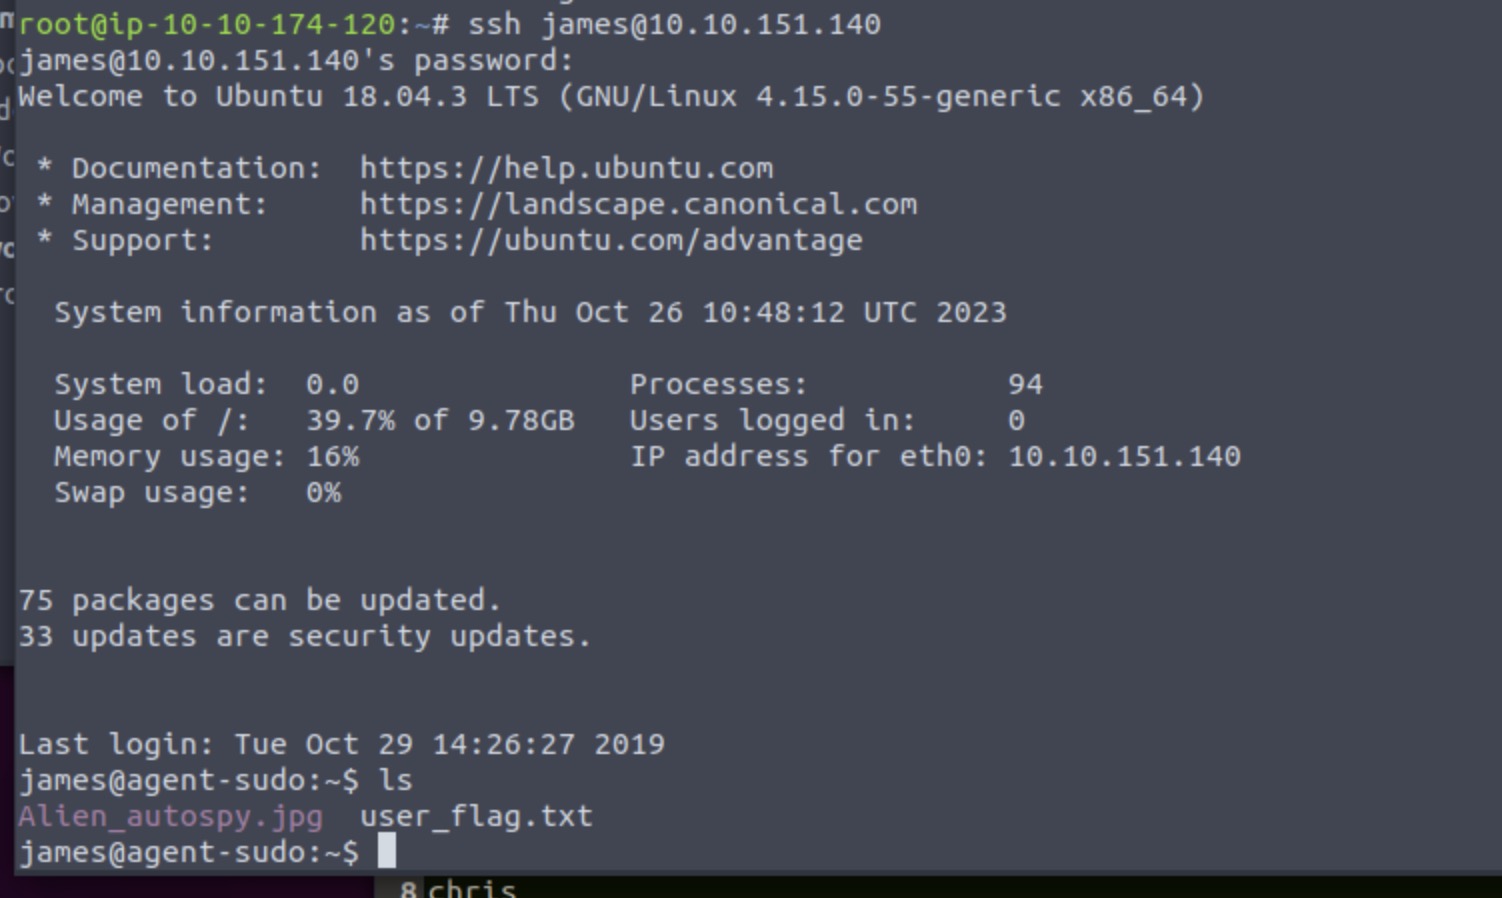 root@ip-10-10-174-120:~# ssh james@10.10.151.140
james@10.10.151.140's password:
Welcome to Ubuntu 18.04.3 LTS (GNU/Linux 4.15.0-55-generic x86_64)
* Documentation: https://help.ubuntu.com
* Management: https://landscape.canonical.com
* Support: https://ubuntu.com/advantage
System information as of Thu Oct 26 10:48:12 UTC 2023
System load: 0.0 Processes: 94
Usage of /: 39.7% of 9.78GB Users logged in: 0
Memory usage: 16% IP address for eth0: 10.10.151.140
Swap usage: 0%
75 packages can be updated.
33 updates are security updates.
Last login: Tue Oct 29 14:26:27 2019
james@agent-sudo:~$ ls
Alien_autospy.jpg user_flag.txt
james@agent-sudo:~$
8 chris